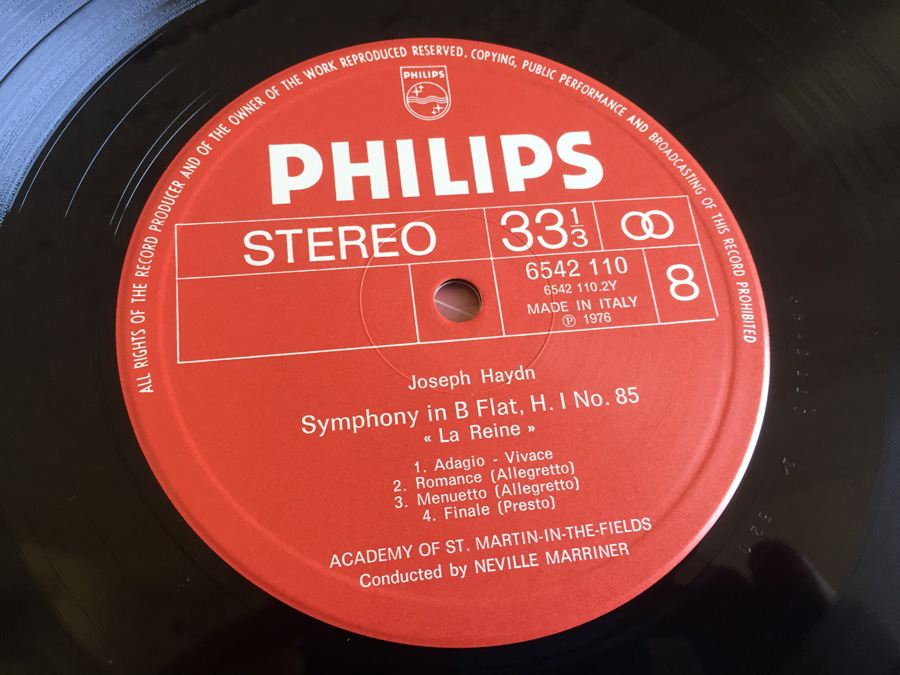 ALL RIGHTS OF THE RECORD PRODUCER AND OF THE OWNER OF THE WORK REPRODUCED RESERVED. COPYING, PUBLIC PERFORMANCE AND BROADCASTING OF THIS RECORD PROHIBITED
PHILIPS
PHILIPS
STEREO
33 1/3
6542 110
6542 110.2Y
MADE IN ITALY
℗ 1976
8
Joseph Haydn
Symphony in B Flat, H. I No. 85
« La Reine »
1. Adagio - Vivace
2. Romance (Allegretto)
3. Menuetto (Allegretto)
4. Finale (Presto)
ACADEMY OF ST. MARTIN-IN-THE-FIELDS
Conducted by NEVILLE MARRINER